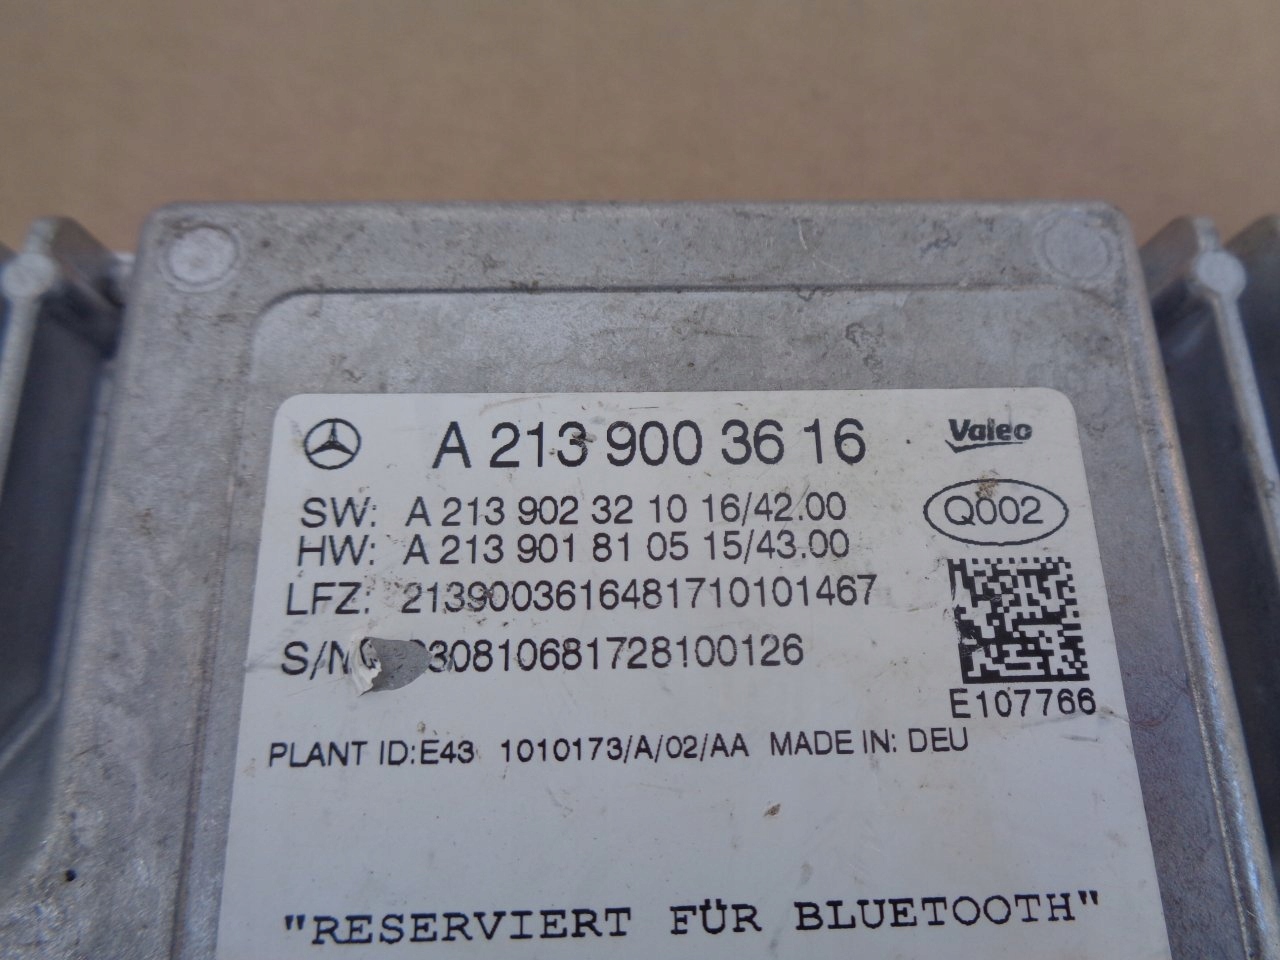 A 213 900 36 16 Valeo
SW: A 213 902 32 10 16/42.00 Q002
HW: A 213 901 81 05 15/43.00
LFZ: 2139003616481710101467
S/N 30810681728100126
E107766
PLANT ID: E43 1010173/A/02/AA MADE IN: DEU
"RESERVIERT FÜR BLUETOOTH"